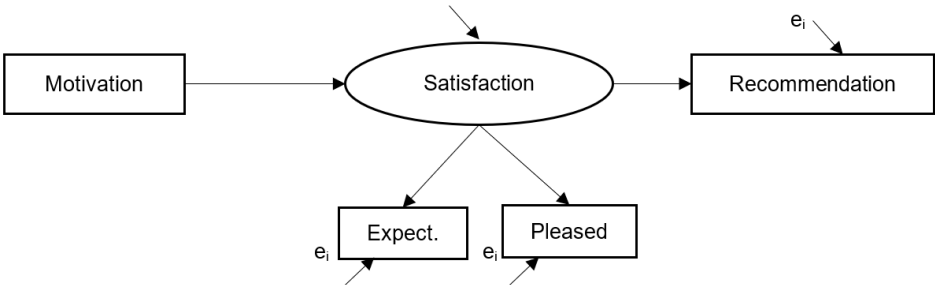 eᵢ
Motivation
Satisfaction
Recommendation
Expect.
Pleased
eᵢ
eᵢ